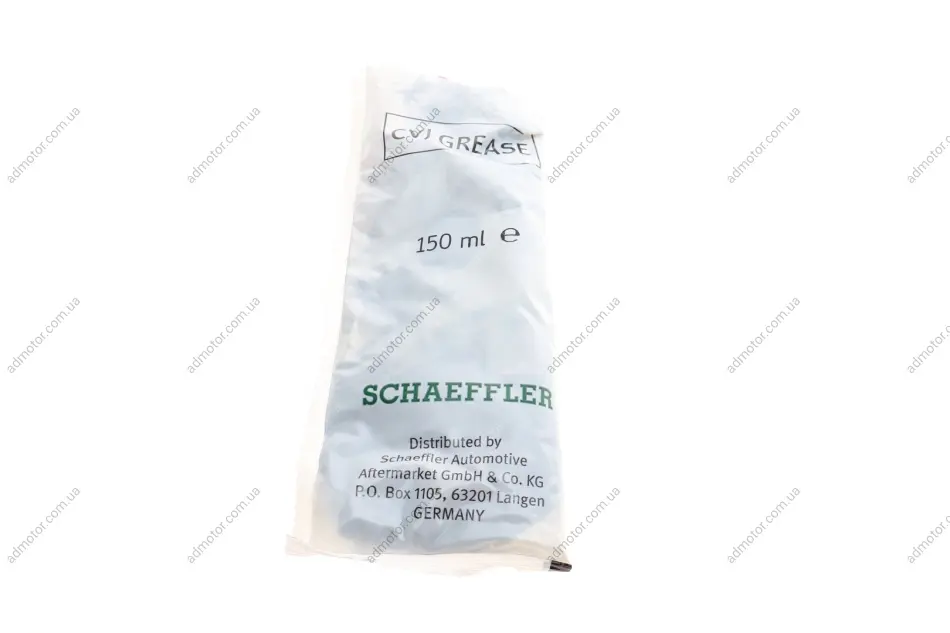 CVJ GREASE
150 ml e
SCHAEFFLER
Distributed by
Schaeffler Automotive
Aftermarket GmbH & Co. KG
P.O. Box 1105, 63201 Langen
GERMANY
admotor.com.ua